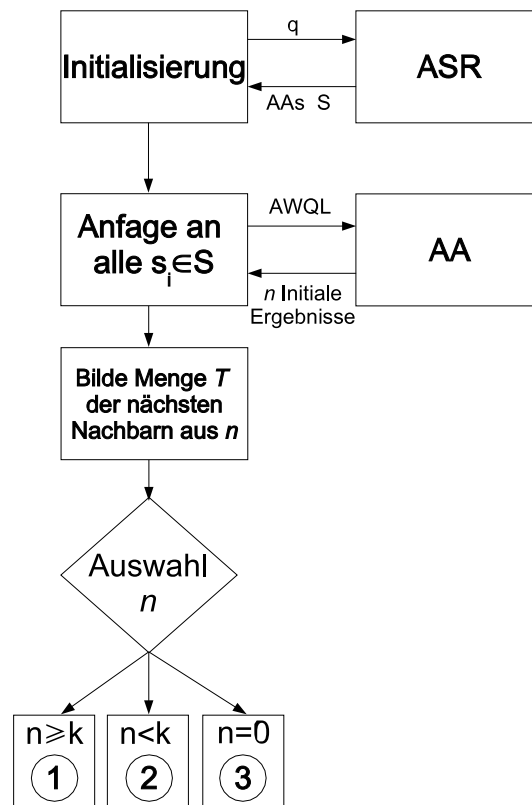 Initialisierung
q
ASR
AAs S
Anfage an
alle s_i∈S
AWQL
AA
n Initiale
Ergebnisse
Bilde Menge T
der nächsten
Nachbarn aus n
Auswahl
n
n⩾k
1
n<k
2
n=0
3